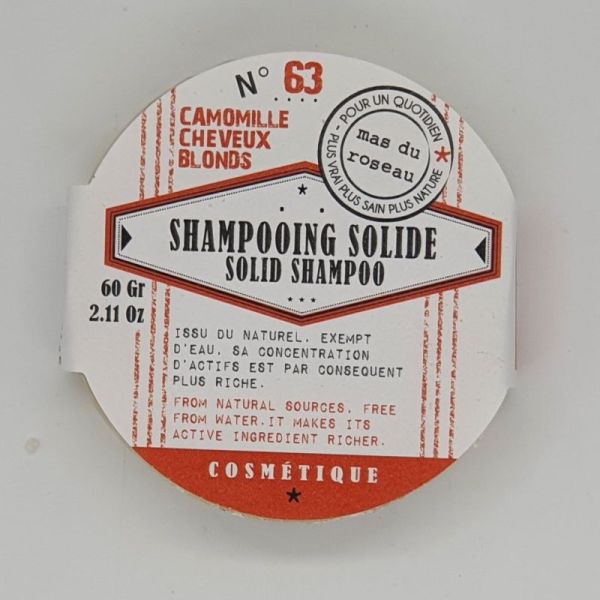 N° 63
CAMOMILLE
CHEVEUX
BLONDS
- POUR UN QUOTIDIEN - PLUS VRAI PLUS SAIN PLUS NATURE
mas du
roseau
SHAMPOOING SOLIDE
SOLID SHAMPOO
60 Gr
2.11 Oz
ISSU DU NATUREL, EXEMPT
D'EAU, SA CONCENTRATION
D'ACTIFS EST PAR CONSEQUENT
PLUS RICHE.
FROM NATURAL SOURCES, FREE
FROM WATER.IT MAKES ITS
ACTIVE INGREDIENT RICHER.
COSMÉTIQUE